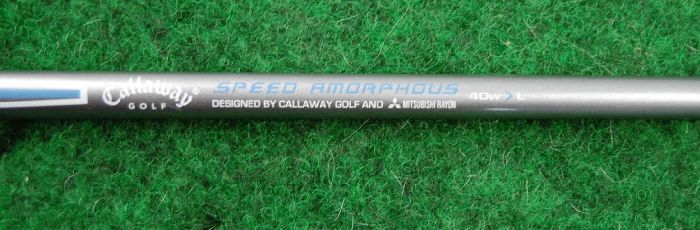 Callaway® SPEED AMORPHOUS
GOLF DESIGNED BY CALLAWAY GOLF AND MITSUBISHI RAYON 40w > L